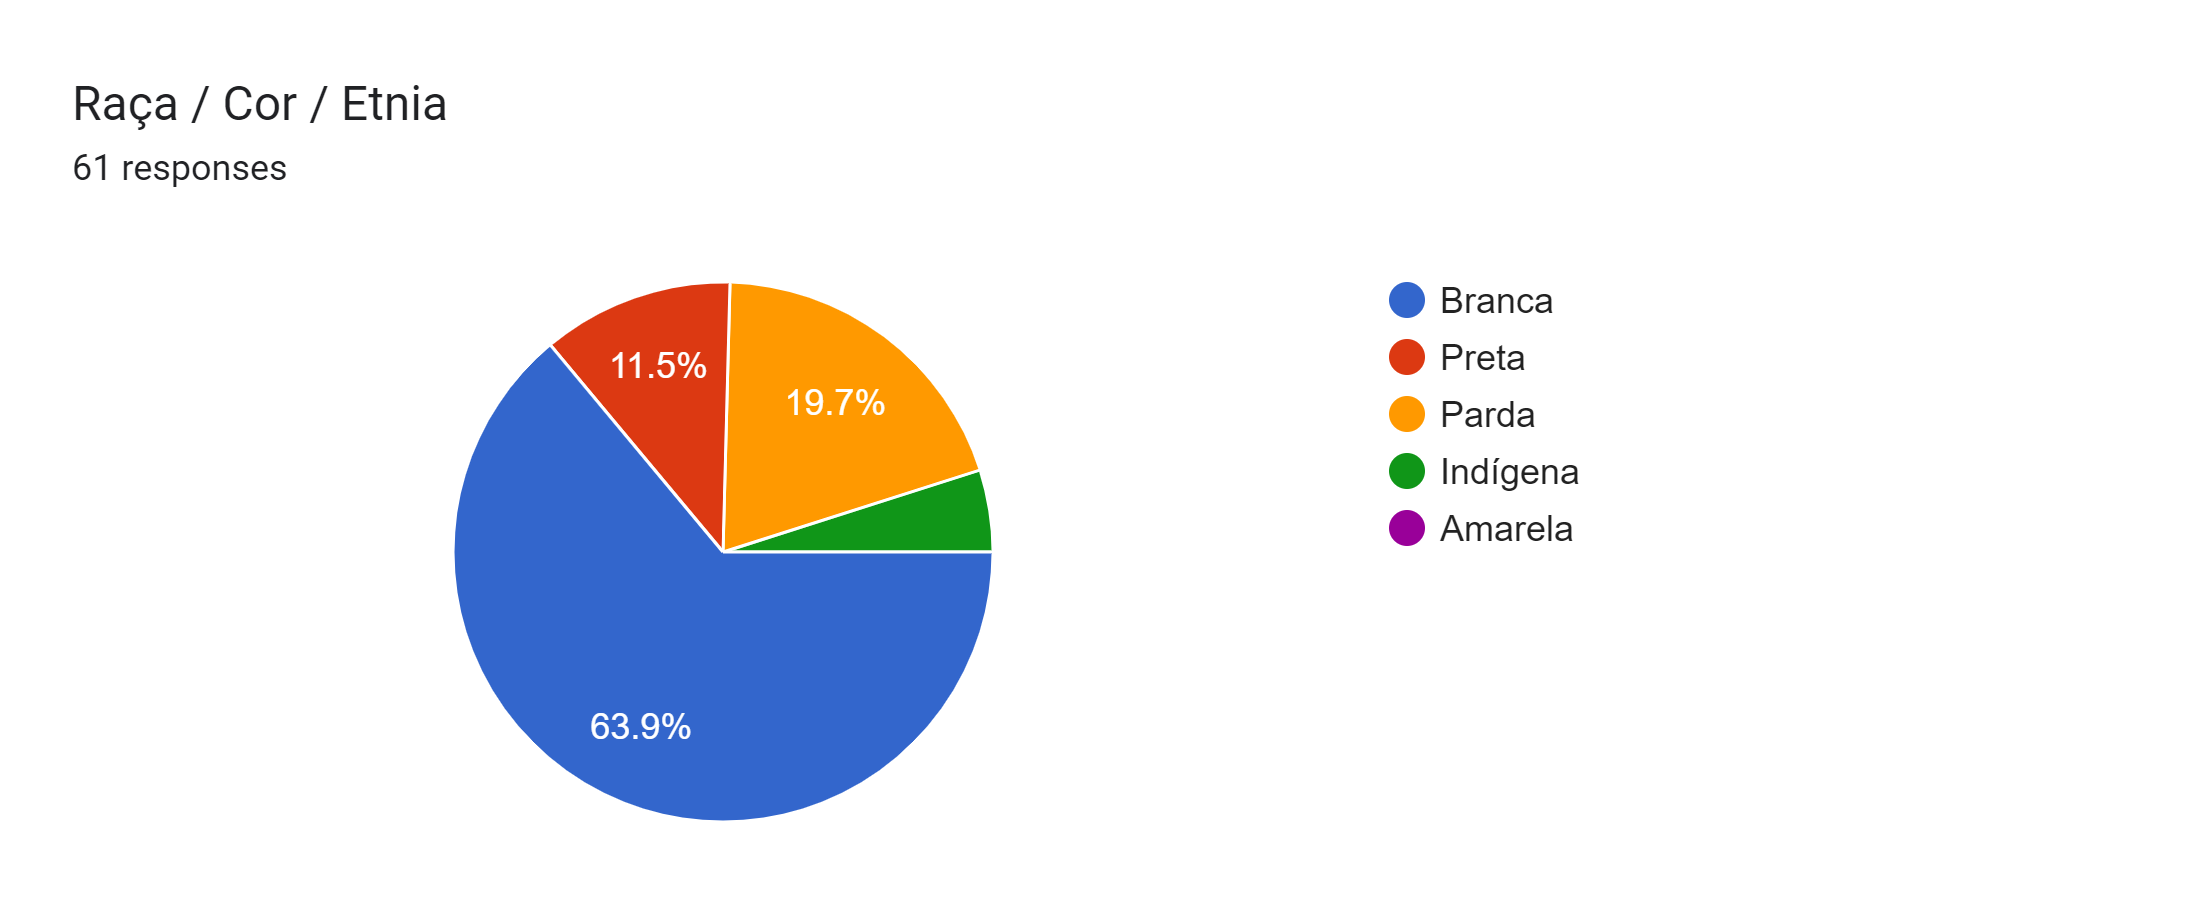 Raça / Cor / Etnia
61 responses
11.5%
19.7%
63.9%
Branca
Preta
Parda
Indígena
Amarela